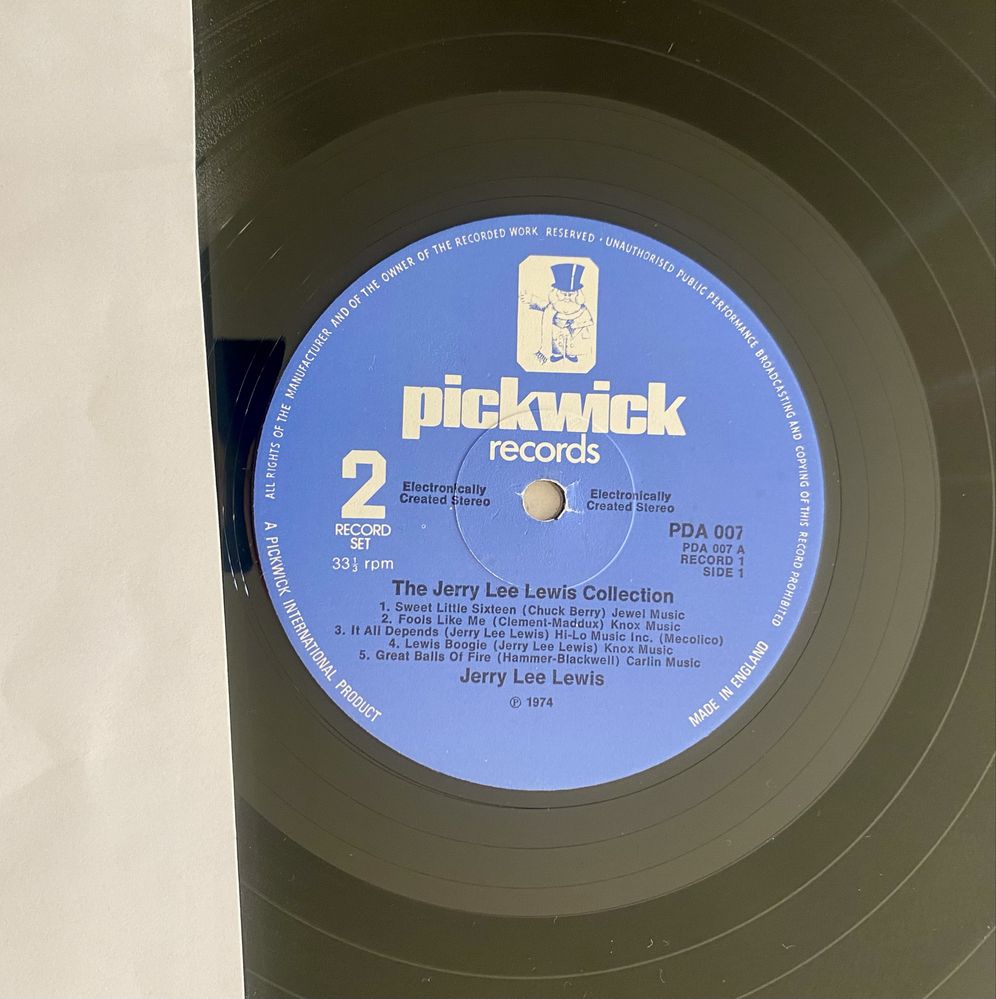 ALL RIGHTS OF THE MANUFACTURER AND OF THE OWNER OF THE RECORDED WORK RESERVED · UNAUTHORISED PUBLIC PERFORMANCE BROADCASTING AND COPYING OF THIS RECORD PROHIBITED
pickwick
records
2
RECORD
SET
33⅓ rpm
Electronically
Created Stereo
Electronically
Created Stereo
PDA 007
PDA 007 A
RECORD 1
SIDE 1
The Jerry Lee Lewis Collection
1. Sweet Little Sixteen (Chuck Berry) Jewel Music
2. Fools Like Me (Clement-Maddux) Knox Music
3. It All Depends (Jerry Lee Lewis) Hi-Lo Music Inc. (Mecolico)
4. Lewis Boogie (Jerry Lee Lewis) Knox Music
5. Great Balls Of Fire (Hammer-Blackwell) Carlin Music
Jerry Lee Lewis
℗ 1974
A PICKWICK INTERNATIONAL PRODUCT
MADE IN ENGLAND